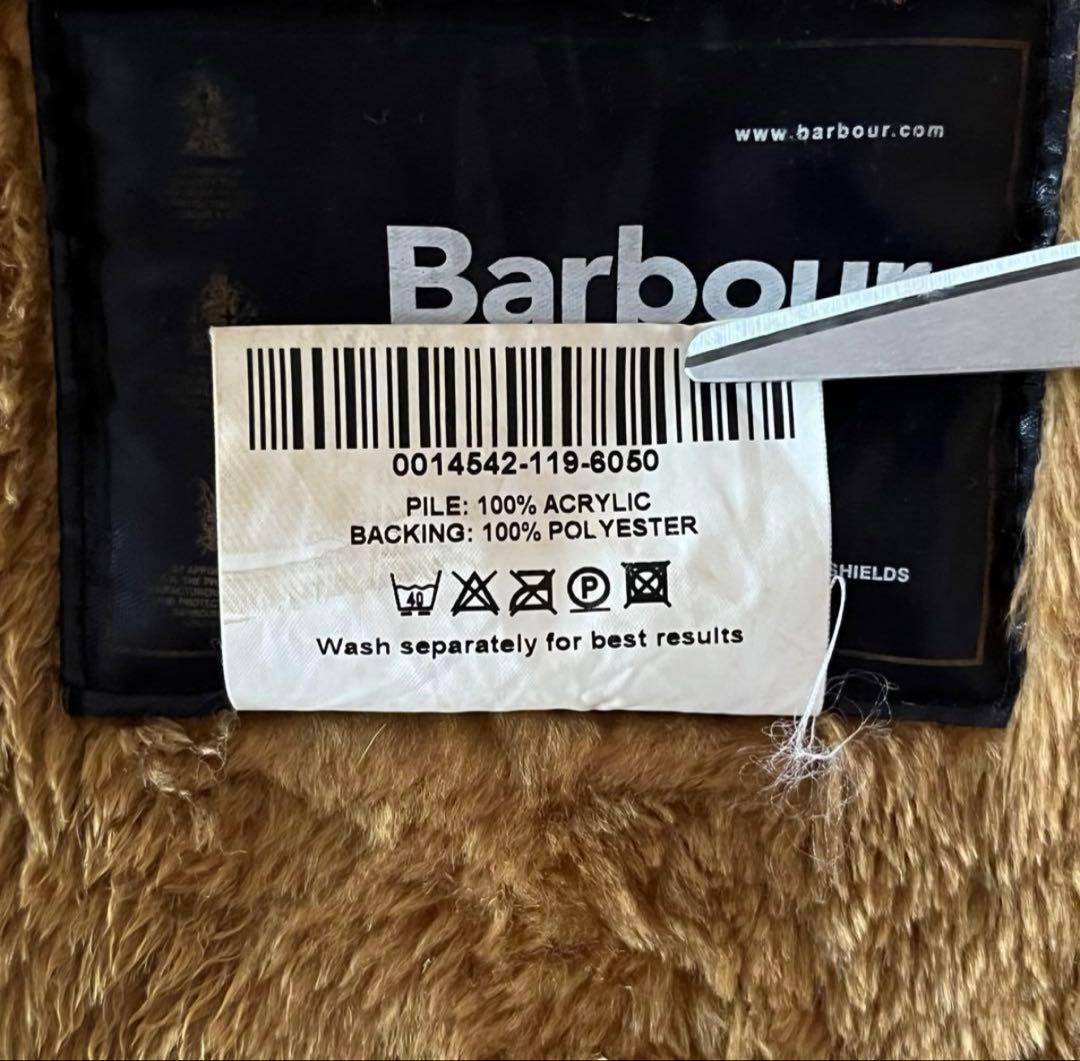 www.barbour.com
Barbour
0014542-119-6050
PILE: 100% ACRYLIC
BACKING: 100% POLYESTER
40 P
Wash separately for best results
SHIELDS